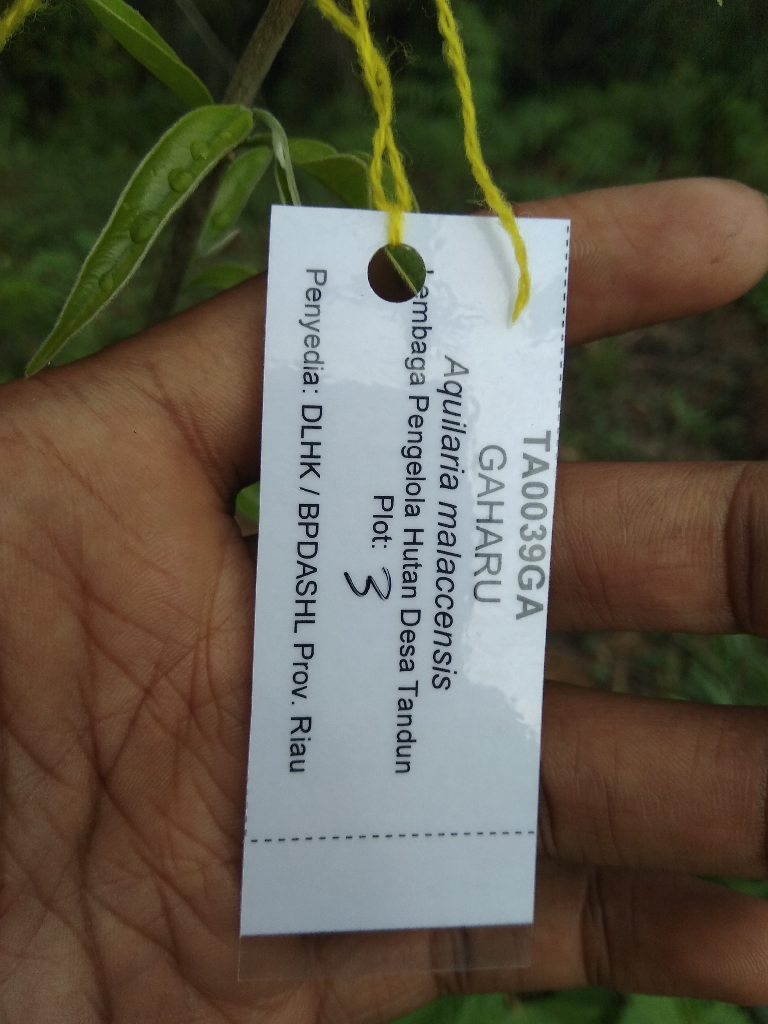 TA0039GA
GAHARU
Aquilaria malaccensis
Lembaga Pengelola Hutan Desa Tandun
Plot: 3
Penyedia: DLHK / BPDASHL Prov. Riau